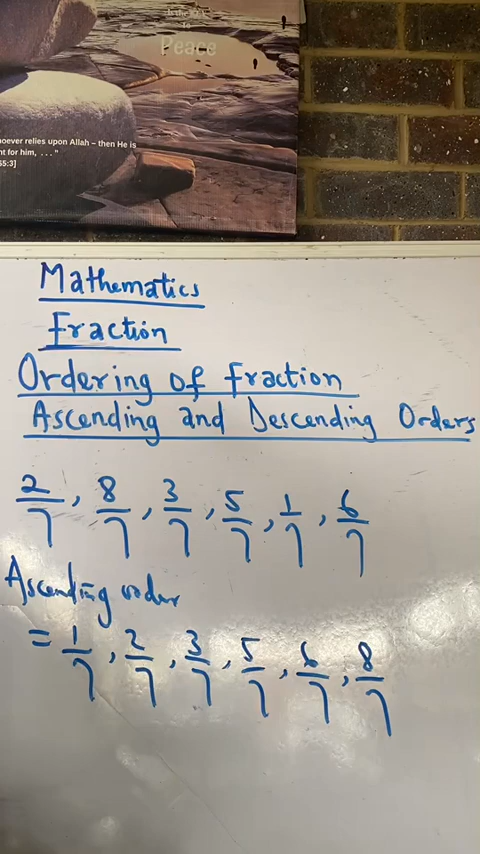 Peace
hoever relies upon Allah – then He is
nt for him, ... "
65:3]
Mathematics
Fraction
Ordering of fraction
Ascending and Descending Orders
2/7, 8/7, 3/7, 5/7, 1/7, 6/7
Ascending order
= 1/7, 2/7, 3/7, 5/7, 6/7, 8/7